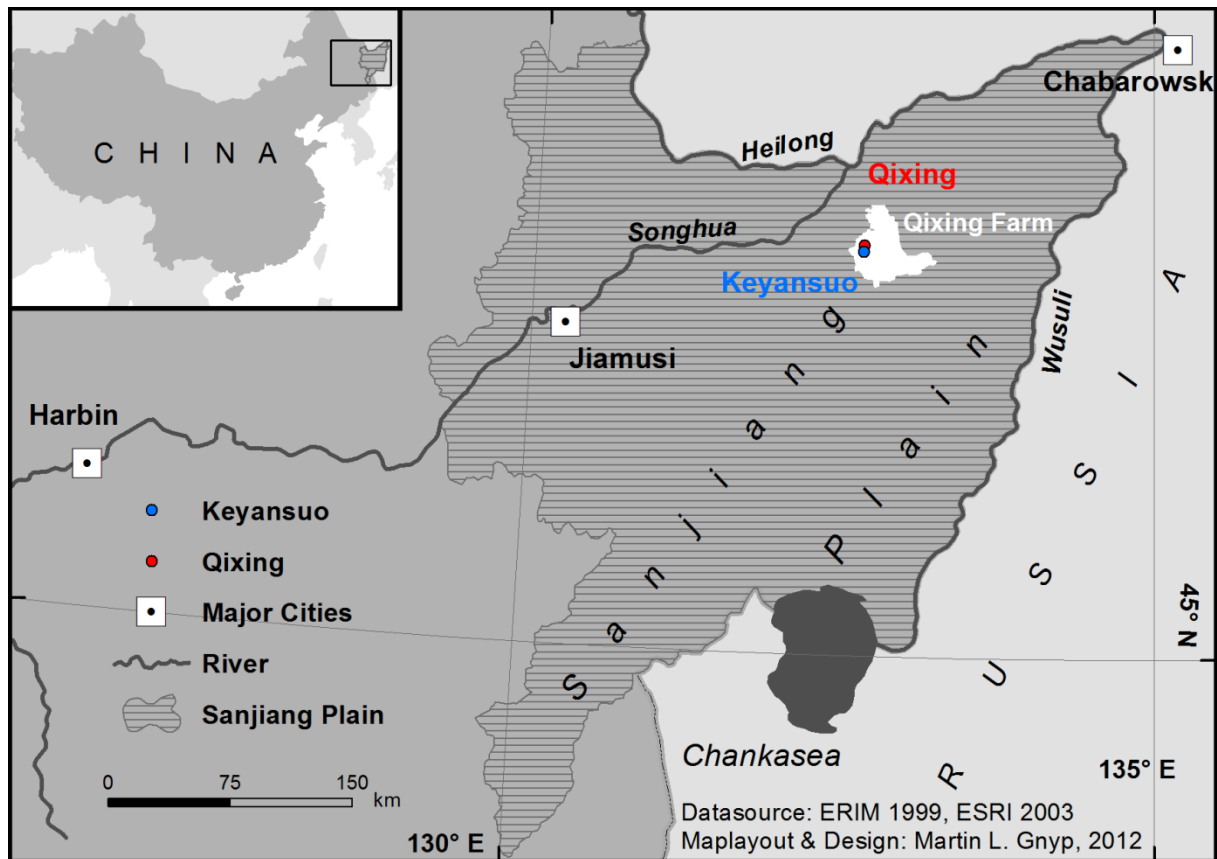 C H I N A
Chabarowsk
Heilong
Qixing
Songhua
Qixing Farm
Keyansuo
Wusuli
Jiamusi
Harbin
Sanjiang Plain
RUSSIA
Keyansuo
Qixing
Major Cities
River
Sanjiang Plain
0 75 150
km
45° N
Chankasea
135° E
130° E
Datasource: ERIM 1999, ESRI 2003
Maplayout & Design: Martin L. Gnyp, 2012